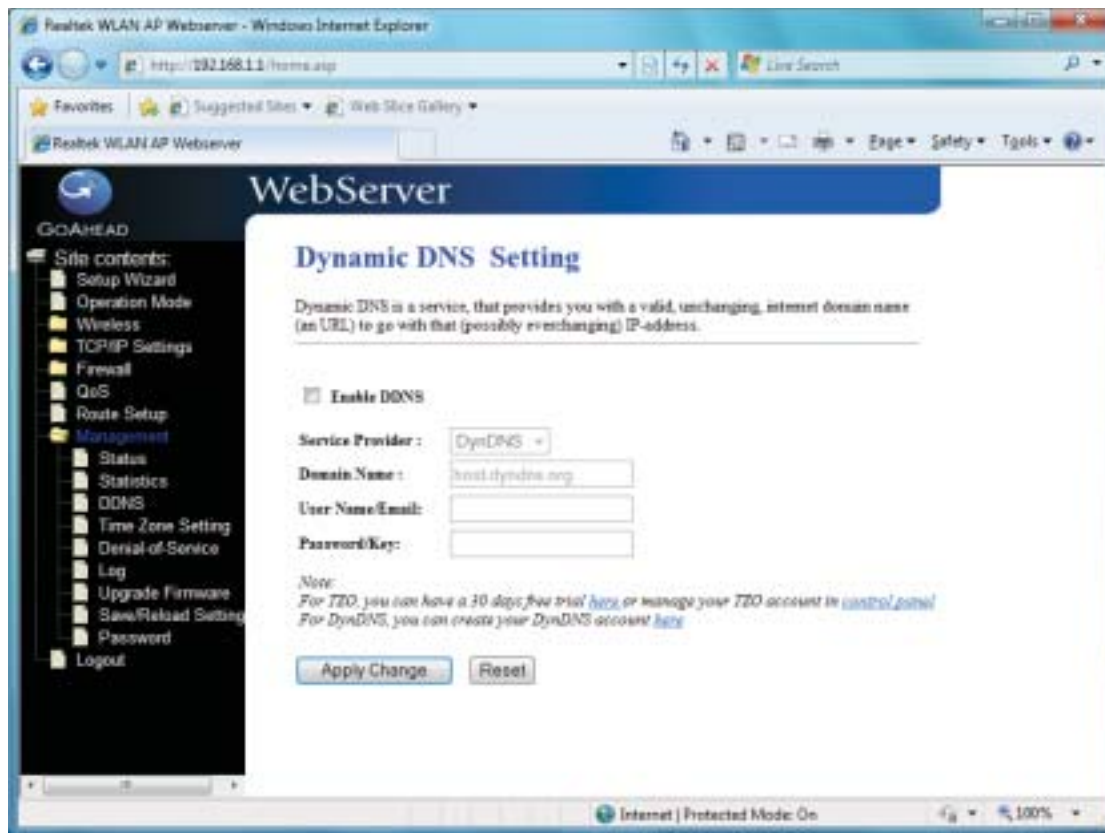 Realtek WLAN AP Webserver - Windows Internet Explorer
http://192.168.1.1/home.asp
Live Search
Favorites
Suggested Sites
Web Slice Gallery
Realtek WLAN AP Webserver
Page
Safety
Tools
GOAHEAD
WebServer
Site contents:
Setup Wizard
Operation Mode
Wireless
TCP/IP Settings
Firewall
QoS
Route Setup
Management
Status
Statistics
DDNS
Time Zone Setting
Denial-of-Service
Log
Upgrade Firmware
Save/Reload Setting
Password
Logout
Dynamic DNS Setting
Dynamic DNS is a service, that provides you with a valid, unchanging, internet domain name
(an URL) to go with that (possibly everchanging) IP-address.
Enable DDNS
Service Provider : DynDNS
Domain Name : host.dyndns.org
User Name/Email:
Password/Key:
Note:
For TZO, you can have a 30 days free trial here or manage your TZO account in control panel
For DynDNS, you can create your DynDNS account here
Apply Change Reset
Internet | Protected Mode: On
100%